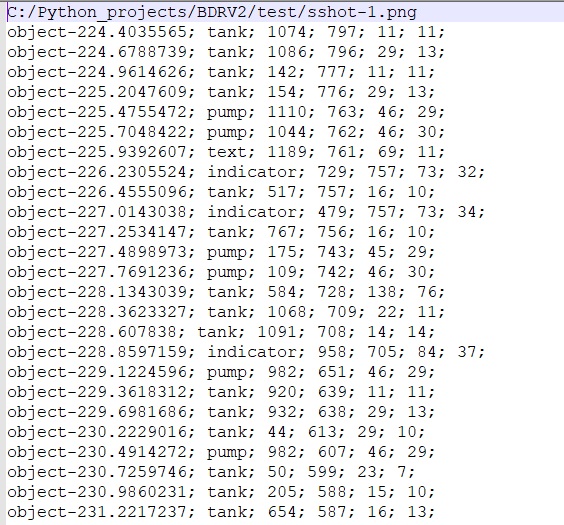 C:/Python_projects/BDRV2/test/sshot-1.png
object-224.4035565; tank; 1074; 797; 11; 11;
object-224.6788739; tank; 1086; 796; 29; 13;
object-224.9614626; tank; 142; 777; 11; 11;
object-225.2047609; tank; 154; 776; 29; 13;
object-225.4755472; pump; 1110; 763; 46; 29;
object-225.7048422; pump; 1044; 762; 46; 30;
object-225.9392607; text; 1189; 761; 69; 11;
object-226.2305524; indicator; 729; 757; 73; 32;
object-226.4555096; tank; 517; 757; 16; 10;
object-227.0143038; indicator; 479; 757; 73; 34;
object-227.2534147; tank; 767; 756; 16; 10;
object-227.4898973; pump; 175; 743; 45; 29;
object-227.7691236; pump; 109; 742; 46; 30;
object-228.1343039; tank; 584; 728; 138; 76;
object-228.3623327; tank; 1068; 709; 22; 11;
object-228.607838; tank; 1091; 708; 14; 14;
object-228.8597159; indicator; 958; 705; 84; 37;
object-229.1224596; pump; 982; 651; 46; 29;
object-229.3618312; tank; 920; 639; 11; 11;
object-229.6981686; tank; 932; 638; 29; 13;
object-230.2229016; tank; 44; 613; 29; 10;
object-230.4914272; pump; 982; 607; 46; 29;
object-230.7259746; tank; 50; 599; 23; 7;
object-230.9860231; tank; 205; 588; 15; 10;
object-231.2217237; tank; 654; 587; 16; 13;